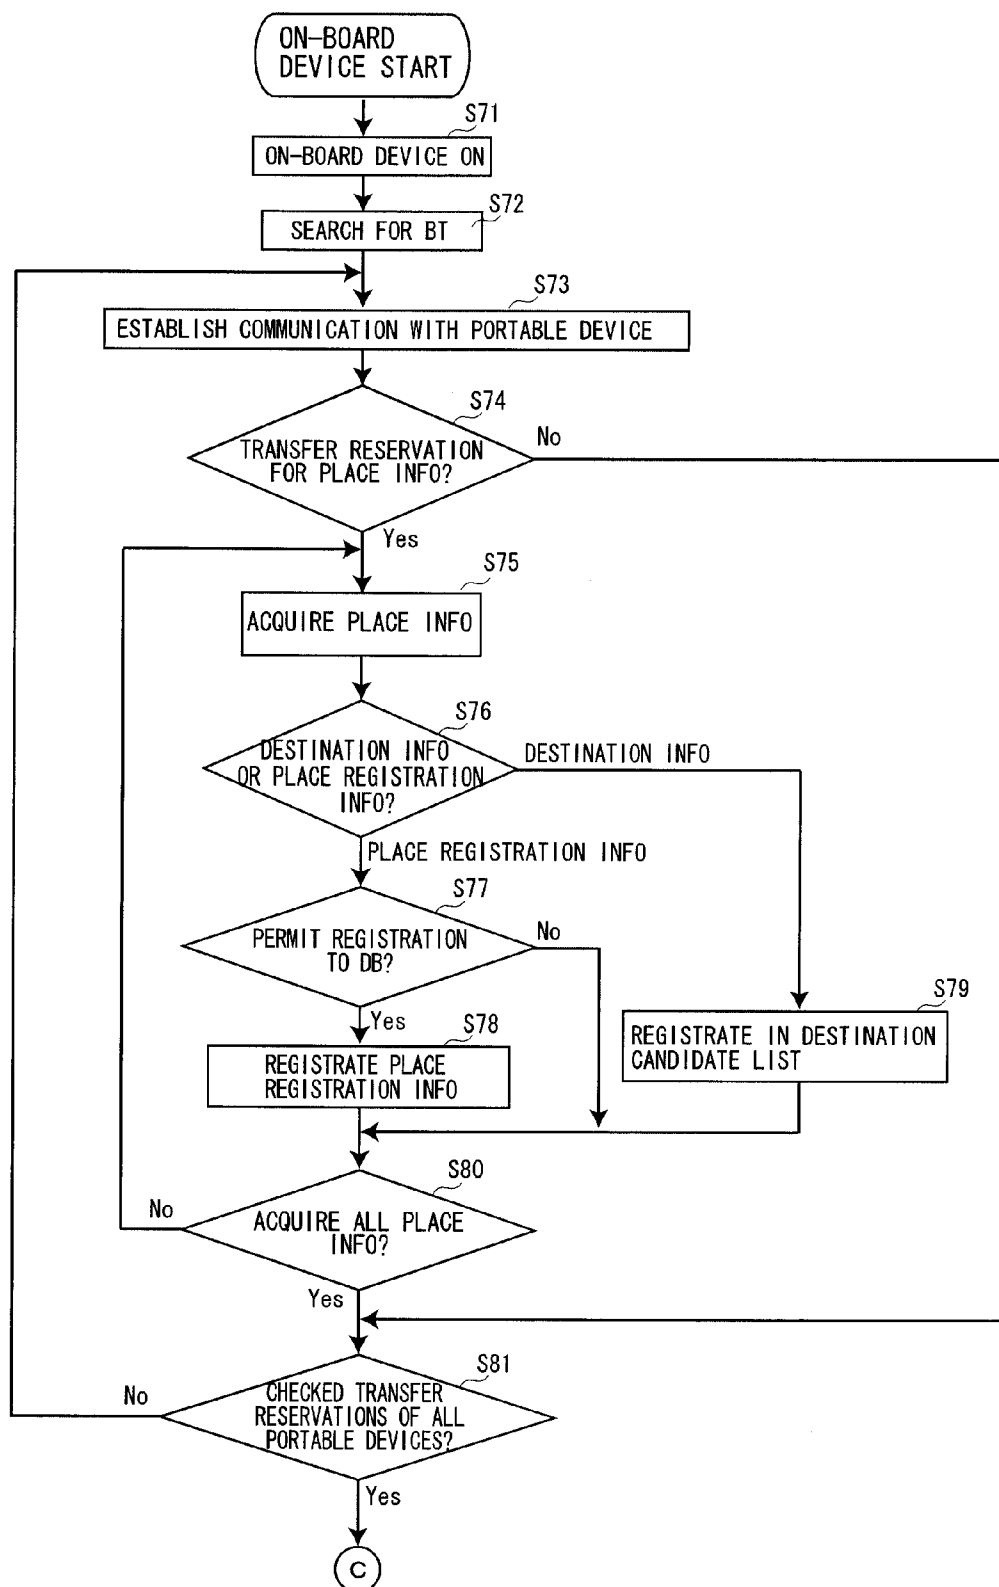 ON-BOARD
DEVICE START
S71
ON-BOARD DEVICE ON
S72
SEARCH FOR BT
S73
ESTABLISH COMMUNICATION WITH PORTABLE DEVICE
S74
TRANSFER RESERVATION
FOR PLACE INFO?
No
Yes
S75
ACQUIRE PLACE INFO
S76
DESTINATION INFO
OR PLACE REGISTRATION
INFO?
DESTINATION INFO
PLACE REGISTRATION INFO
S77
PERMIT REGISTRATION
TO DB?
No
Yes
S78
REGISTRATE PLACE
REGISTRATION INFO
S79
REGISTRATE IN DESTINATION
CANDIDATE LIST
S80
ACQUIRE ALL PLACE
INFO?
No
Yes
S81
CHECKED TRANSFER
RESERVATIONS OF ALL
PORTABLE DEVICES?
No
Yes
C